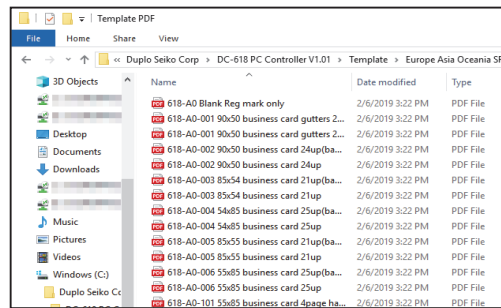 Template PDF
File Home Share View
« Duplo Seiko Corp > DC-618 PC Controller V1.01 > Template > Europe Asia Oceania SR
3D Objects
Desktop
Documents
Downloads
Music
Pictures
Videos
Windows (C:)
Duplo Seiko Cc
Name Date modified Type
618-A0 Blank Reg mark only 2/6/2019 3:22 PM PDF File
618-A0-001 90x50 business card gutters 2... 2/6/2019 3:22 PM PDF File
618-A0-001 90x50 business card gutters 2... 2/6/2019 3:22 PM PDF File
618-A0-002 90x50 business card 24up(ba... 2/6/2019 3:22 PM PDF File
618-A0-002 90x50 business card 24up 2/6/2019 3:22 PM PDF File
618-A0-003 85x54 business card 21up(ba... 2/6/2019 3:22 PM PDF File
618-A0-003 85x54 business card 21up 2/6/2019 3:22 PM PDF File
618-A0-004 54x85 business card 25up(ba... 2/6/2019 3:22 PM PDF File
618-A0-004 54x85 business card 25up 2/6/2019 3:22 PM PDF File
618-A0-005 85x55 business card 21up(ba... 2/6/2019 3:22 PM PDF File
618-A0-005 85x55 business card 21up 2/6/2019 3:22 PM PDF File
618-A0-006 55x85 business card 25up(ba... 2/6/2019 3:22 PM PDF File
618-A0-006 55x85 business card 25up 2/6/2019 3:22 PM PDF File
618-A0-101 55x85 business card 4page ha... 2/6/2019 3:22 PM PDF File